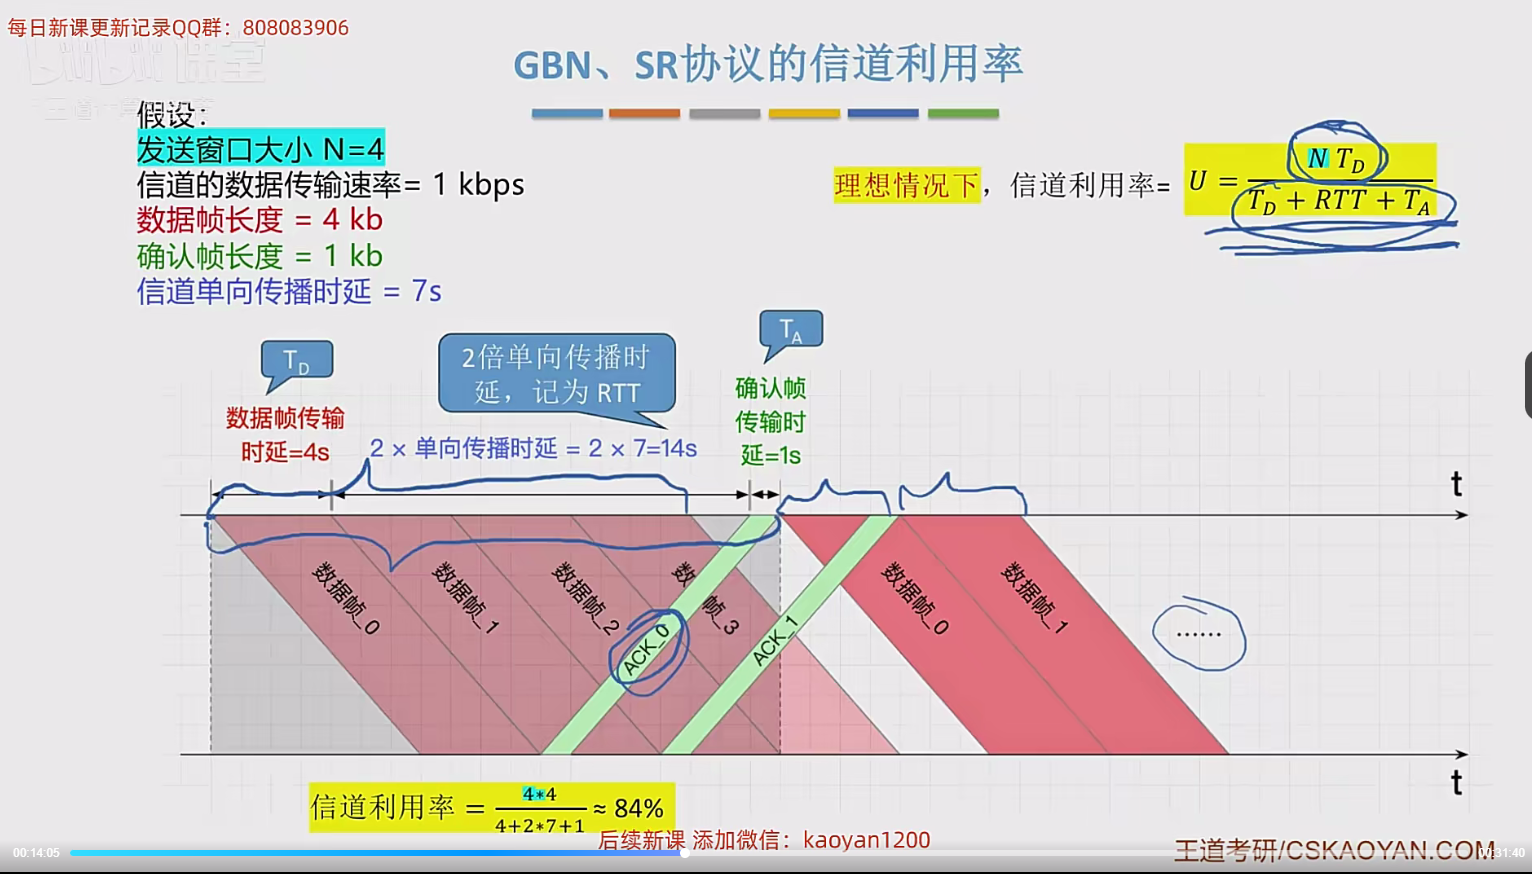 每日新课更新记录QQ群：808083906
课堂
GBN、SR协议的信道利用率
假设：
发送窗口大小 N=4
信道的数据传输速率= 1 kbps
数据帧长度 = 4 kb
确认帧长度 = 1 kb
信道单向传播时延 = 7s
理想情况下，信道利用率= U = N T_D / (T_D + RTT + T_A)
T_D
2倍单向传播时
延，记为 RTT
T_A
数据帧传输
时延=4s
2 × 单向传播时延 = 2 × 7=14s
确认帧
传输时
延=1s
t
数据帧_0
数据帧_1
数据帧_2
数据帧_3
ACK_0
ACK_1
数据帧_0
数据帧_1
……
t
信道利用率 = 4*4 / (4+2*7+1) ≈ 84%
后续新课 添加微信：kaoyan1200
王道考研/CSKAOYAN.COM
00:14:05
00:31:40